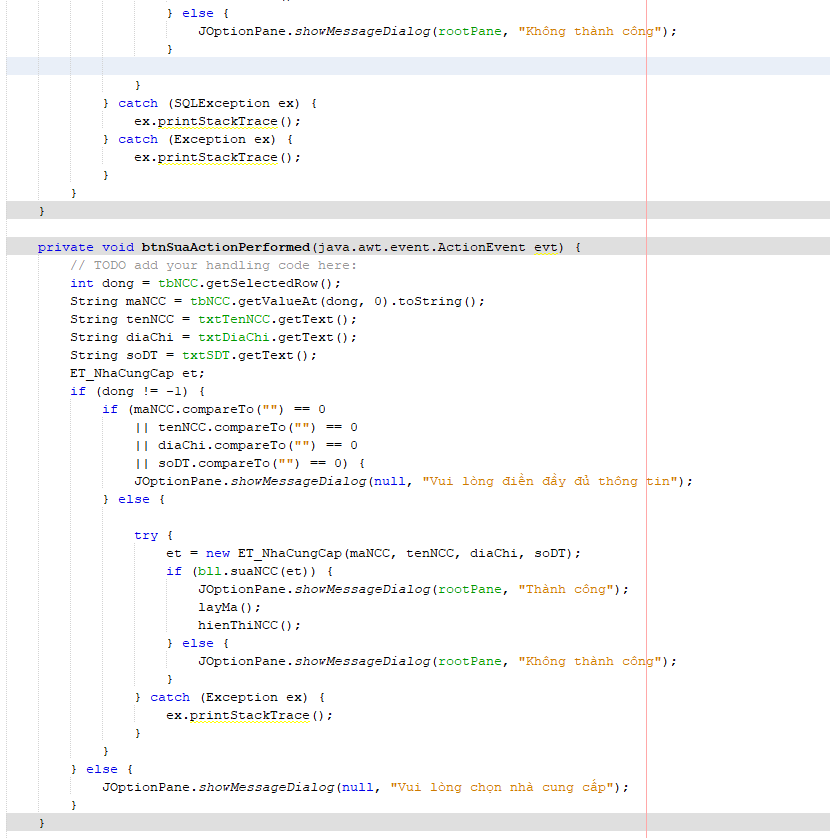 } else {
JOptionPane.showMessageDialog(rootPane, "Không thành công");
}
}
} catch (SQLException ex) {
ex.printStackTrace();
} catch (Exception ex) {
ex.printStackTrace();
}
}
}
private void btnSuaActionPerformed(java.awt.event.ActionEvent evt) {
// TODO add your handling code here:
int dong = tbNCC.getSelectedRow();
String maNCC = tbNCC.getValueAt(dong, 0).toString();
String tenNCC = txtTenNCC.getText();
String diaChi = txtDiaChi.getText();
String soDT = txtSDT.getText();
ET_NhaCungCap et;
if (dong != -1) {
if (maNCC.compareTo("") == 0
|| tenNCC.compareTo("") == 0
|| diaChi.compareTo("") == 0
|| soDT.compareTo("") == 0) {
JOptionPane.showMessageDialog(null, "Vui lòng điền đầy đủ thông tin");
} else {
try {
et = new ET_NhaCungCap(maNCC, tenNCC, diaChi, soDT);
if (bll.suaNCC(et)) {
JOptionPane.showMessageDialog(rootPane, "Thành công");
layMa();
hienThiNCC();
} else {
JOptionPane.showMessageDialog(rootPane, "Không thành công");
}
} catch (Exception ex) {
ex.printStackTrace();
}
}
} else {
JOptionPane.showMessageDialog(null, "Vui lòng chọn nhà cung cấp");
}
}